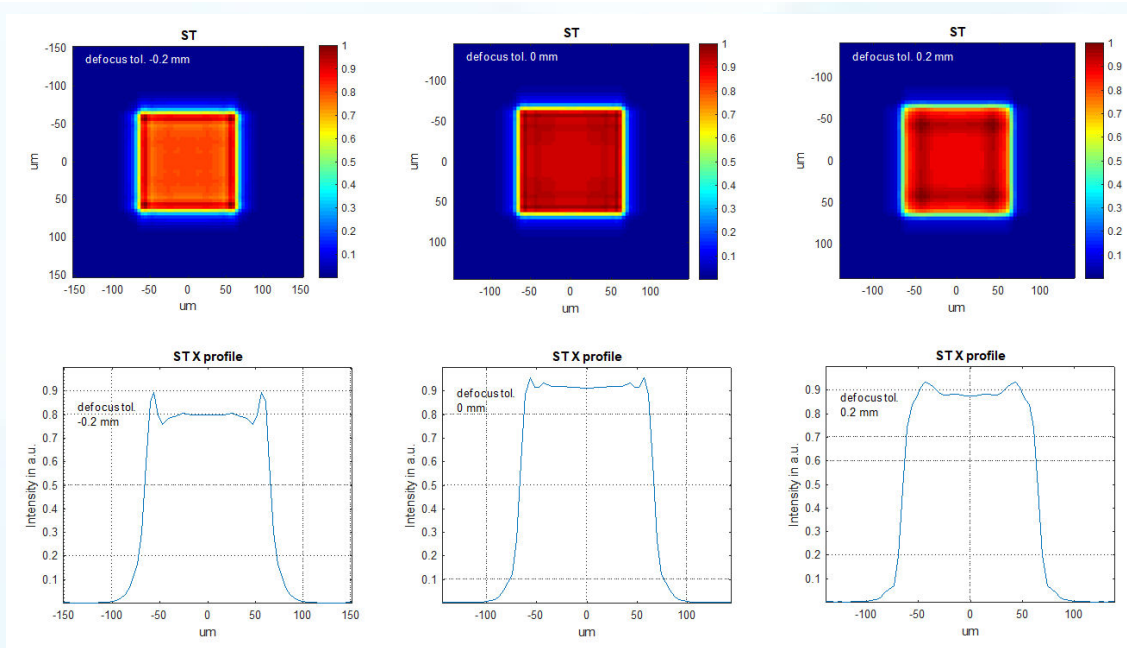 ST
defocus tol. -0.2 mm
-150
-100
-50
0
50
100
150
um
-150 -100 -50 0 50 100 150
um
1
0.9
0.8
0.7
0.6
0.5
0.4
0.3
0.2
0.1
ST
defocus tol. 0 mm
-100
-50
0
50
100
um
-100 -50 0 50 100
um
1
0.9
0.8
0.7
0.6
0.5
0.4
0.3
0.2
0.1
ST
defocus tol. 0.2 mm
-100
-50
0
50
100
um
-100 -50 0 50 100
um
1
0.9
0.8
0.7
0.6
0.5
0.4
0.3
0.2
0.1
ST X profile
defocus tol.
-0.2 mm
0.9
0.8
0.7
0.6
0.5
0.4
0.3
0.2
0.1
Intensity in a.u.
-150 -100 -50 0 50 100 150
um
ST X profile
defocus tol.
0 mm
0.9
0.8
0.7
0.6
0.5
0.4
0.3
0.2
0.1
Intensity in a.u.
-100 -50 0 50 100
um
ST X profile
defocus tol.
0.2 mm
0.9
0.8
0.7
0.6
0.5
0.4
0.3
0.2
0.1
Intensity in a.u.
-100 -50 0 50 100
um